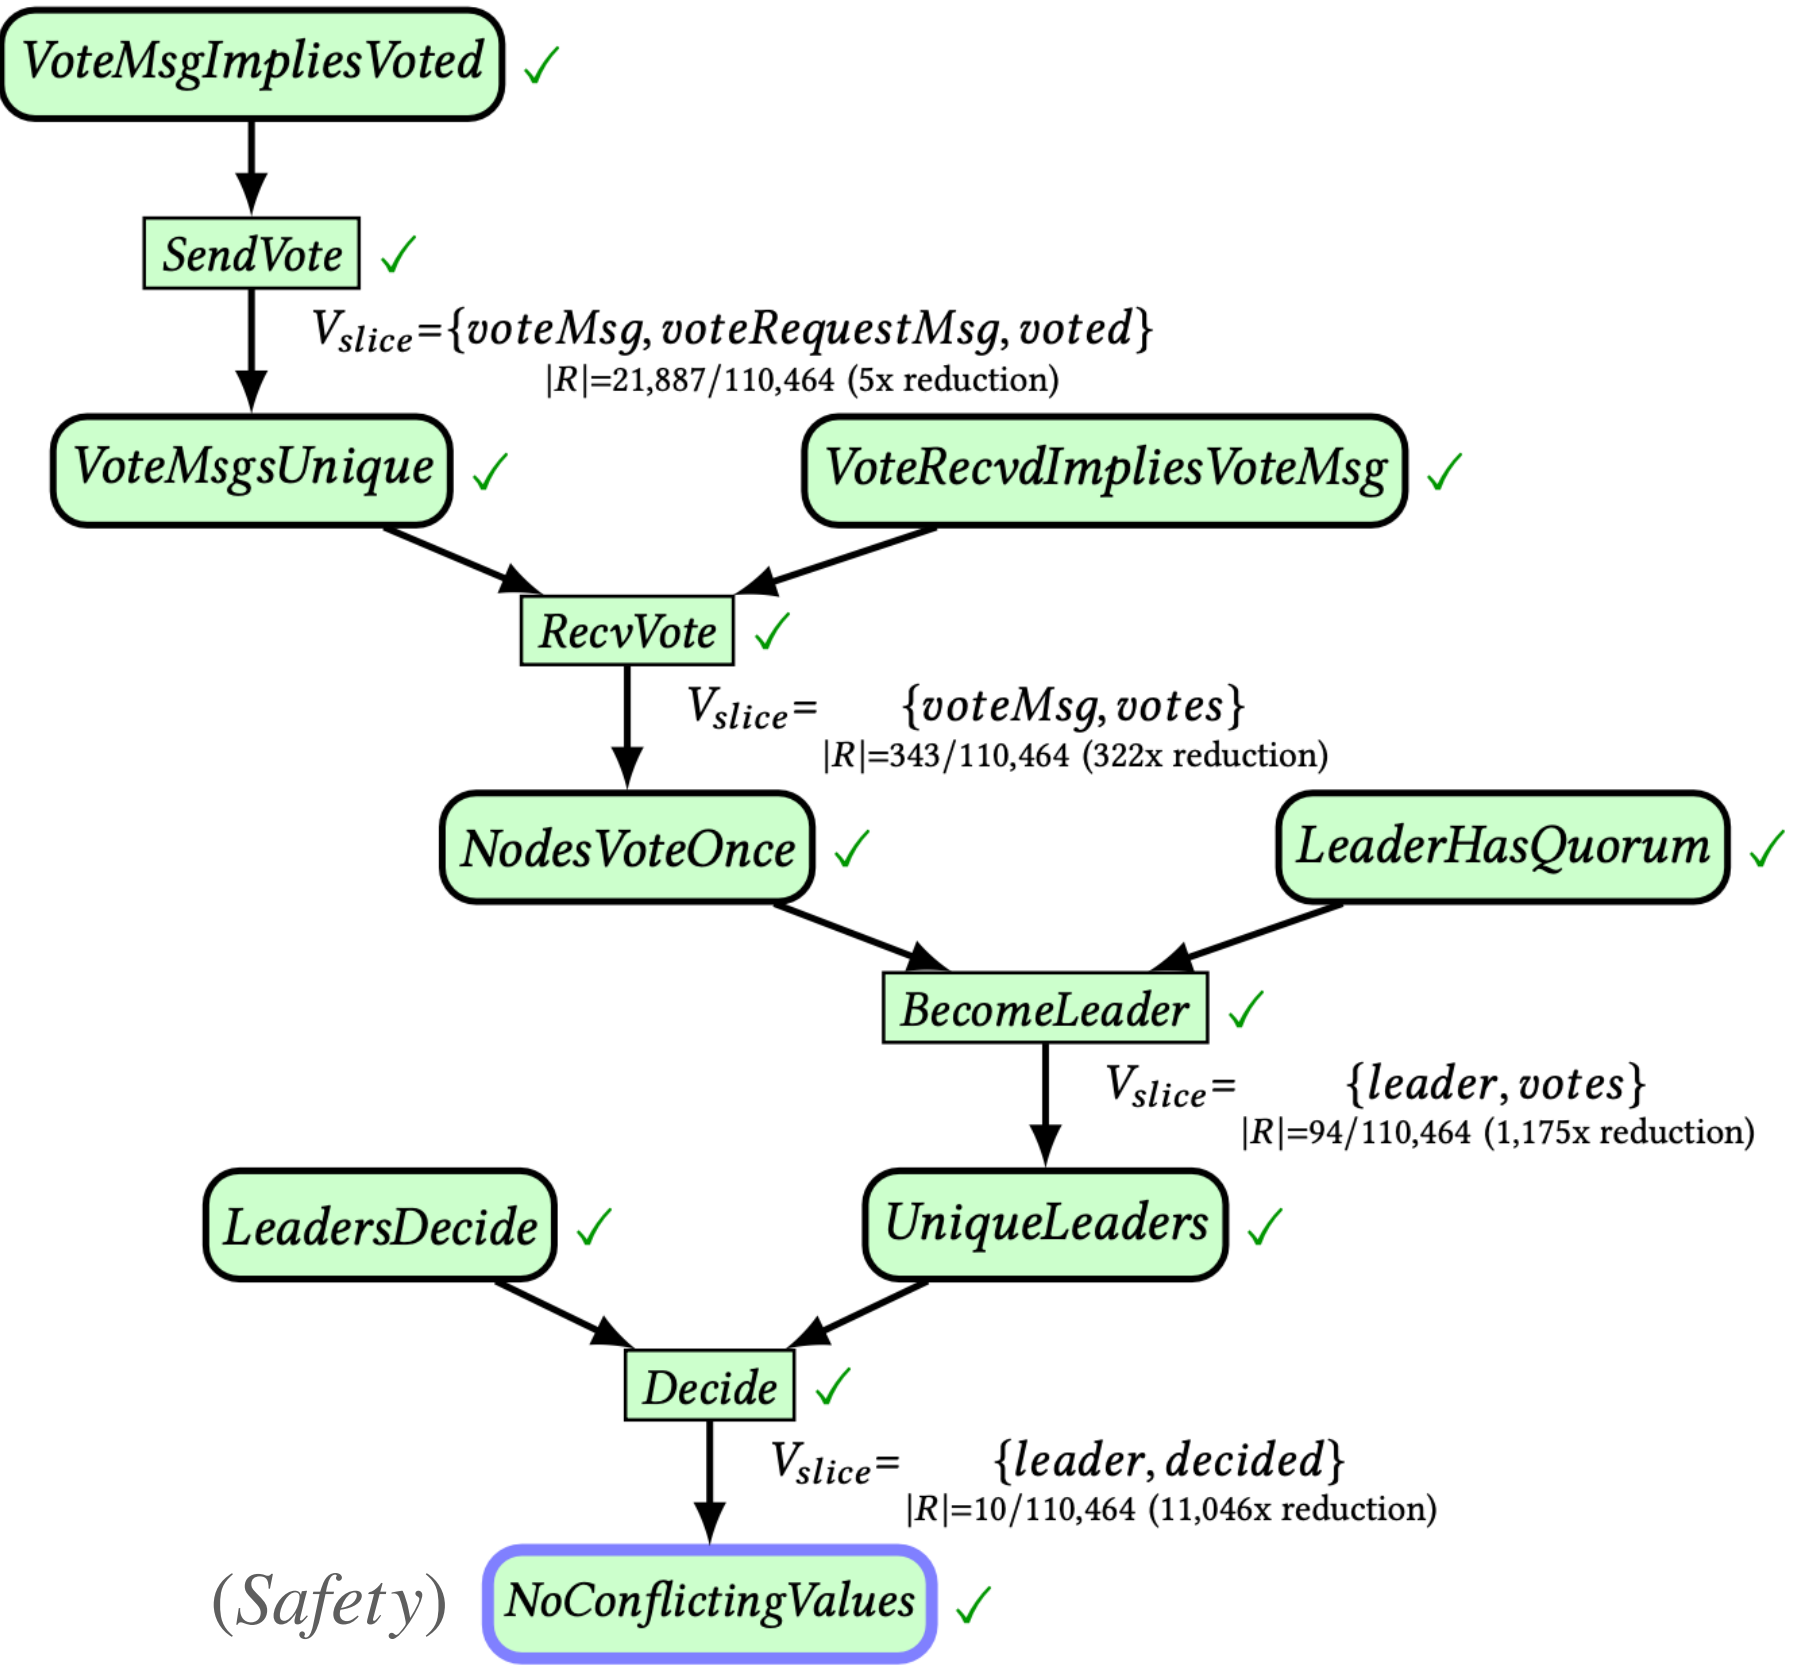 VoteMsgImpliesVoted ✓
SendVote ✓
V_slice={voteMsg, voteRequestMsg, voted}
|R|=21,887/110,464 (5x reduction)
VoteMsgsUnique ✓ VoteRecvdImpliesVoteMsg ✓
RecvVote ✓
V_slice= {voteMsg, votes}
|R|=343/110,464 (322x reduction)
NodesVoteOnce ✓ LeaderHasQuorum ✓
BecomeLeader ✓
V_slice= {leader, votes}
|R|=94/110,464 (1,175x reduction)
LeadersDecide ✓ UniqueLeaders ✓
Decide ✓
V_slice= {leader, decided}
|R|=10/110,464 (11,046x reduction)
(Safety) NoConflictingValues ✓